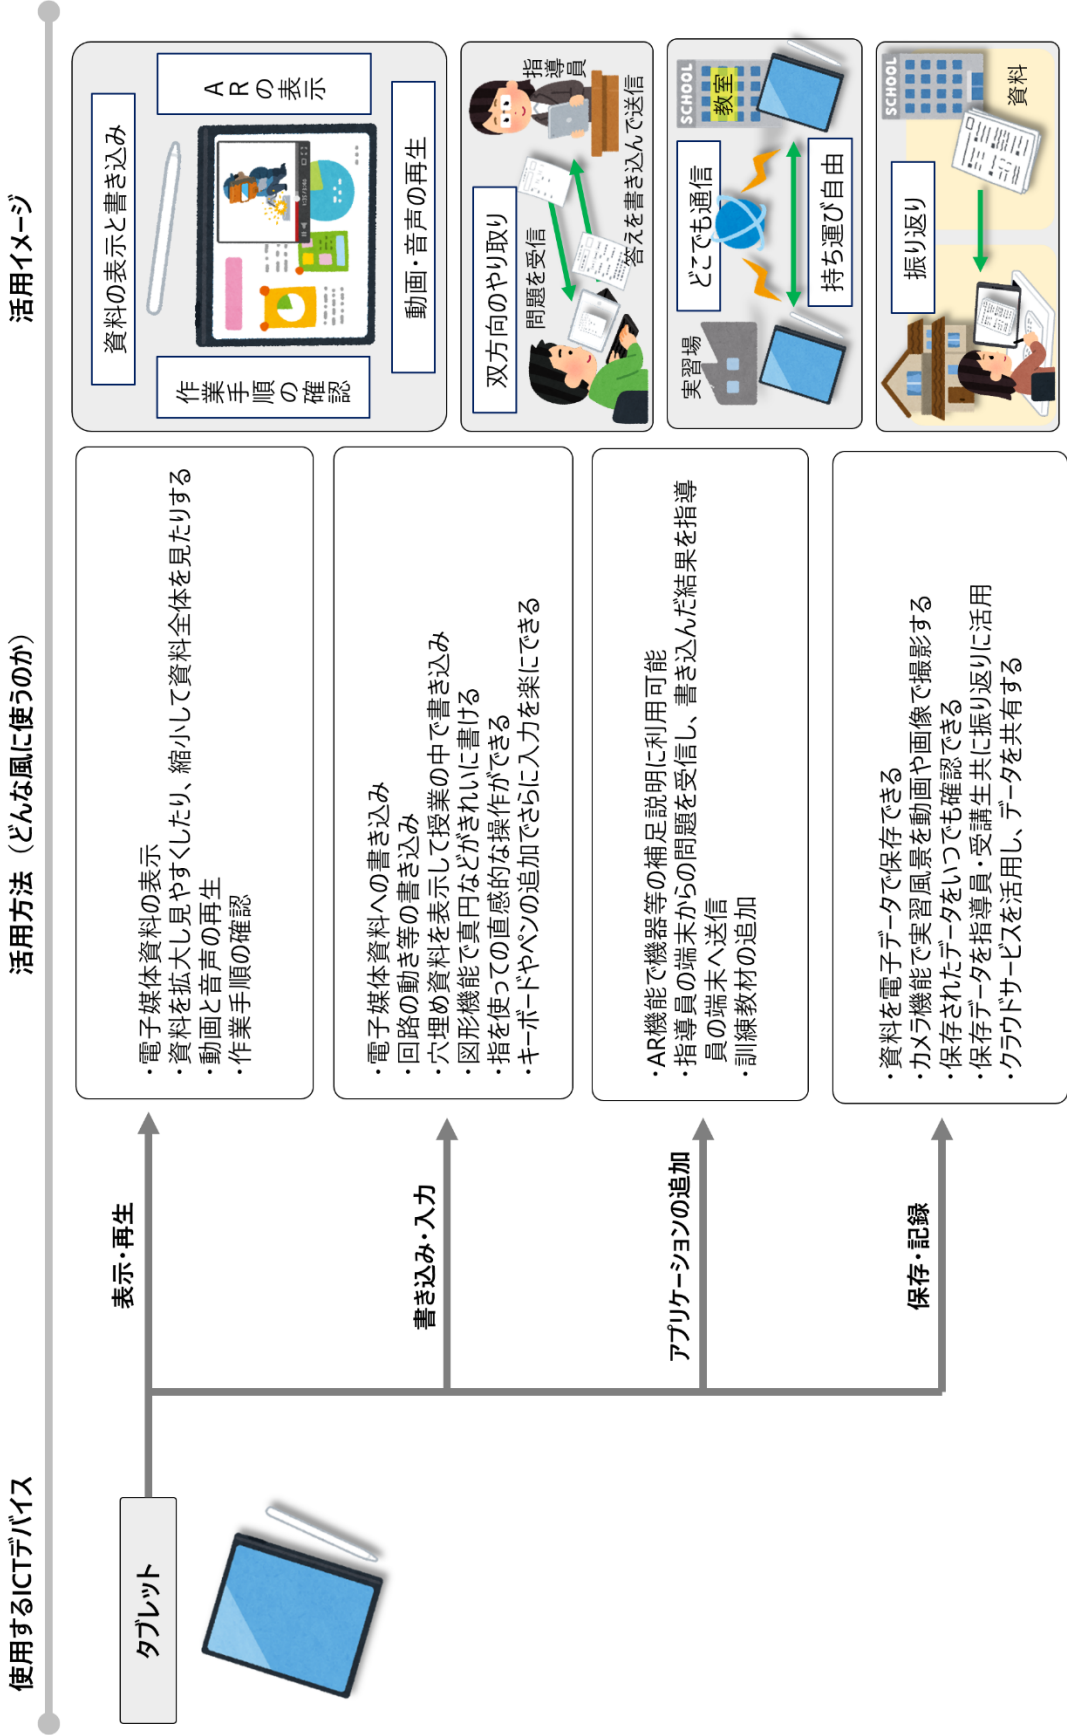 使用するICTデバイス
活用方法（どんな風に使うのか）
活用イメージ
タブレット
表示・再生
・電子媒体資料の表示
・資料を拡大し見やすくしたり、縮小して資料全体を見たりする
・動画と音声の再生
・作業手順の確認
資料の表示と書き込み
作業手順の確認
ARの表示
動画・音声の再生
書き込み・入力
・電子媒体資料への書き込み
・回路の動き等の書き込み
・穴埋め資料を表示して授業の中で書き込み
・図形機能で真円などがきれいに書ける
・指を使っての直感的な操作ができる
・キーボードやペンの追加でさらに入力を楽にできる
双方向のやり取り
指導員
問題を受信
答えを書き込んで送信
アプリケーションの追加
・AR機能で機器等の補足説明に利用可能
・指導員の端末からの問題を受信し、書き込んだ結果を指導
員の端末へ送信
・訓練教材の追加
実習場
どこでも通信
SCHOOL
教室
持ち運び自由
保存・記録
・資料を電子データで保存できる
・カメラ機能で実習風景を動画や画像で撮影する
・保存されたデータをいつでも確認できる
・保存データを指導員・受講生共に振り返りに活用
・クラウドサービスを活用し、データを共有する
振り返り
SCHOOL
資料